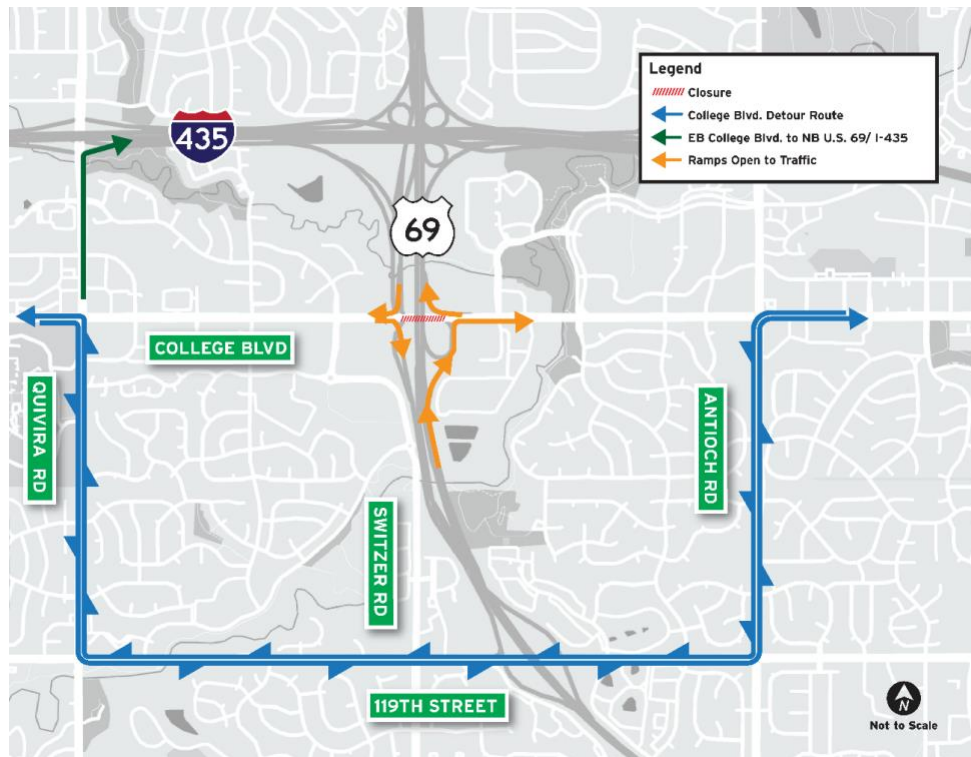 Legend
Closure
College Blvd. Detour Route
EB College Blvd. to NB U.S. 69/ I-435
Ramps Open to Traffic
435
69
COLLEGE BLVD
QUIVIRA RD
ANTIOCH RD
SWITZER RD
119TH STREET
N
Not to Scale